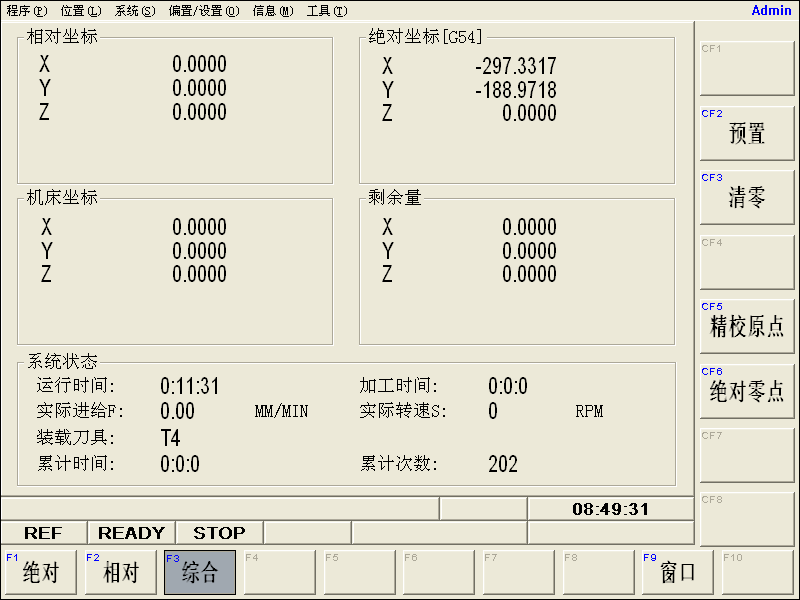 程序(P) 位置(L) 系统(S) 偏置/设置(O) 信息(M) 工具(T) Admin
相对坐标
X 0.0000
Y 0.0000
Z 0.0000
绝对坐标[G54]
X -297.3317
Y -188.9718
Z 0.0000
机床坐标
X 0.0000
Y 0.0000
Z 0.0000
剩余量
X 0.0000
Y 0.0000
Z 0.0000
系统状态
运行时间: 0:11:31 加工时间: 0:0:0
实际进给F: 0.00 MM/MIN 实际转速S: 0 RPM
装载刀具: T4
累计时间: 0:0:0 累计次数: 202
08:49:31
REF READY STOP
CF1
CF2 预置
CF3 清零
CF4
CF5 精校原点
CF6 绝对零点
CF7
CF8
F1 绝对 F2 相对 F3 综合 F4 F5 F6 F7 F8 F9 窗口 F10